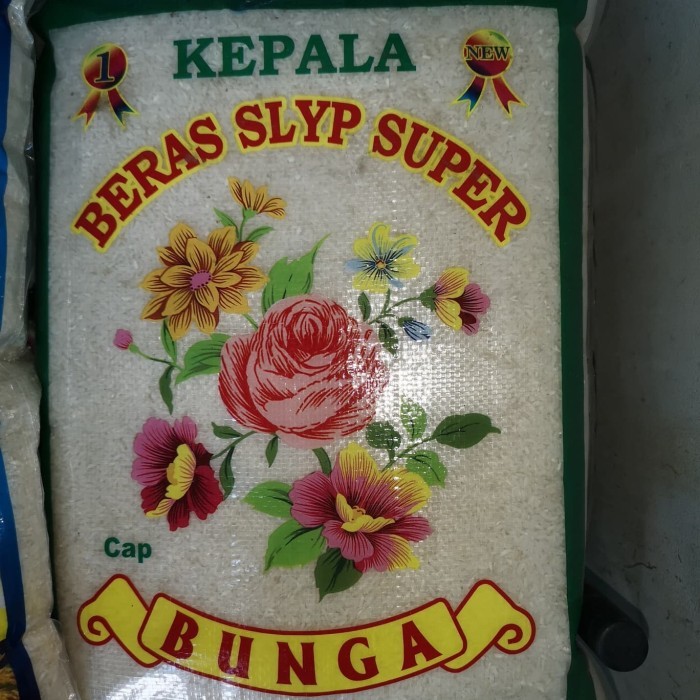 1 KEPALA NEW
BERAS SLYP SUPER
Cap
BUNGA